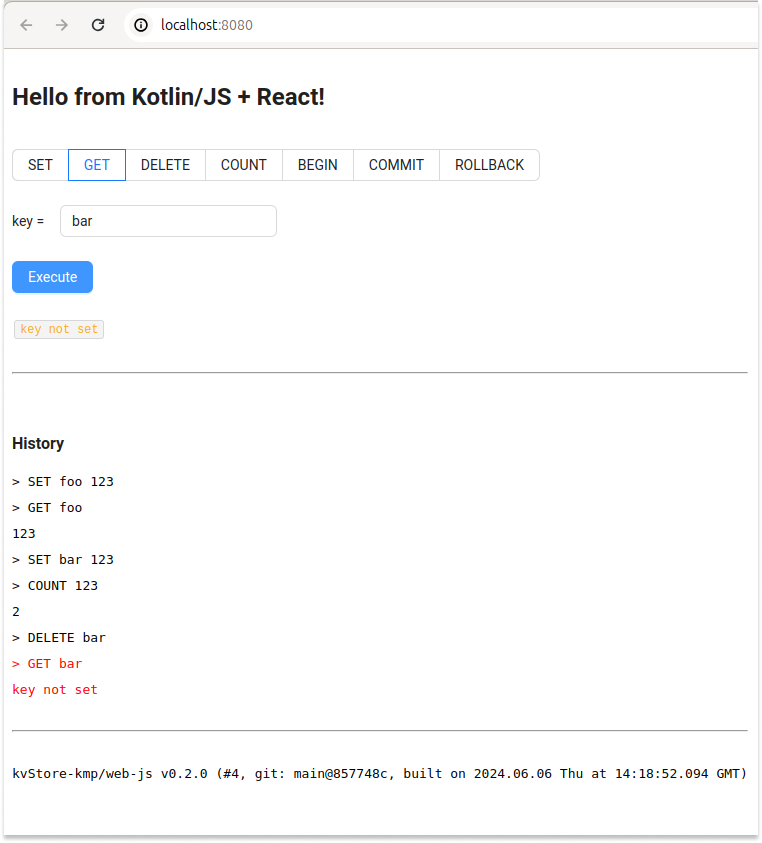 localhost:8080
Hello from Kotlin/JS + React!
SET GET DELETE COUNT BEGIN COMMIT ROLLBACK
key = bar
Execute
key not set
History
> SET foo 123
> GET foo
123
> SET bar 123
> COUNT 123
2
> DELETE bar
> GET bar
key not set
kvStore-kmp/web-js v0.2.0 (#4, git: main@857748c, built on 2024.06.06 Thu at 14:18:52.094 GMT)